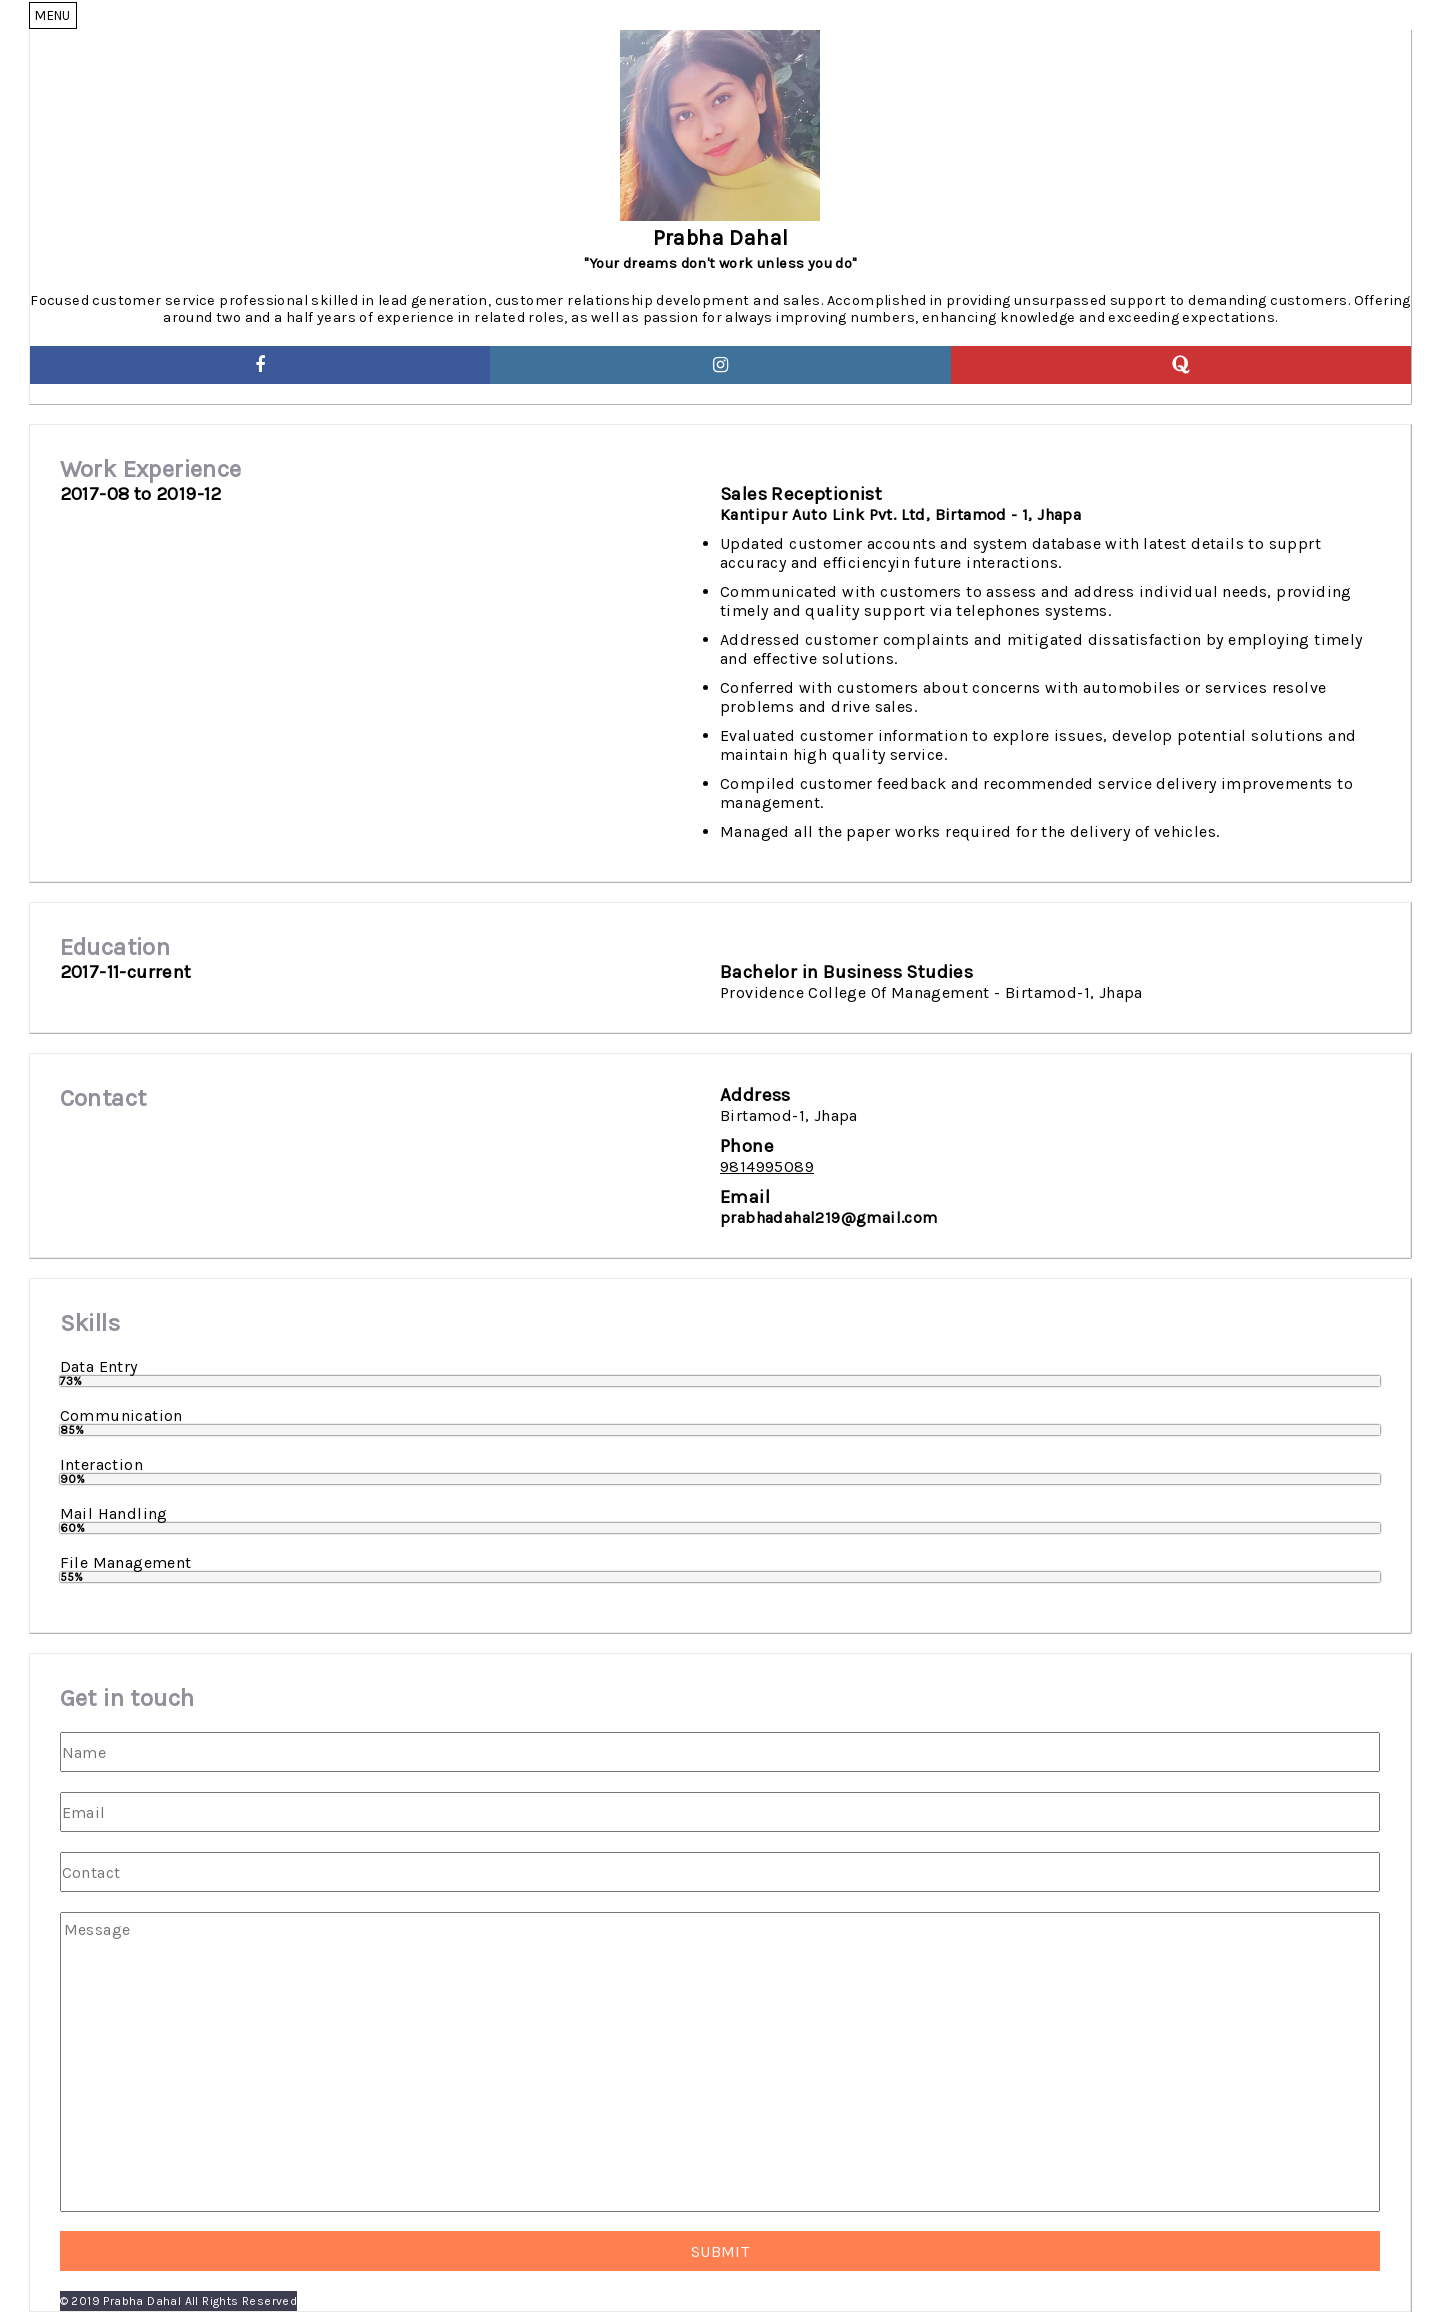 MENU
Prabha Dahal
"Your dreams don't work unless you do"
Focused customer service professional skilled in lead generation, customer relationship development and sales. Accomplished in providing unsurpassed support to demanding customers. Offering
around two and a half years of experience in related roles, as well as passion for always improving numbers, enhancing knowledge and exceeding expectations.
Work Experience
2017-08 to 2019-12
Sales Receptionist
Kantipur Auto Link Pvt. Ltd, Birtamod - 1, Jhapa
• Updated customer accounts and system database with latest details to supprt
accuracy and efficiencyin future interactions.
• Communicated with customers to assess and address individual needs, providing
timely and quality support via telephones systems.
• Addressed customer complaints and mitigated dissatisfaction by employing timely
and effective solutions.
• Conferred with customers about concerns with automobiles or services resolve
problems and drive sales.
• Evaluated customer information to explore issues, develop potential solutions and
maintain high quality service.
• Compiled customer feedback and recommended service delivery improvements to
management.
• Managed all the paper works required for the delivery of vehicles.
Education
2017-11-current
Bachelor in Business Studies
Providence College Of Management - Birtamod-1, Jhapa
Contact
Address
Birtamod-1, Jhapa
Phone
9814995089
Email
prabhadahal219@gmail.com
Skills
Data Entry
73%
Communication
85%
Interaction
90%
Mail Handling
60%
File Management
55%
Get in touch
Name
Email
Contact
Message
SUBMIT
© 2019 Prabha Dahal All Rights Reserved